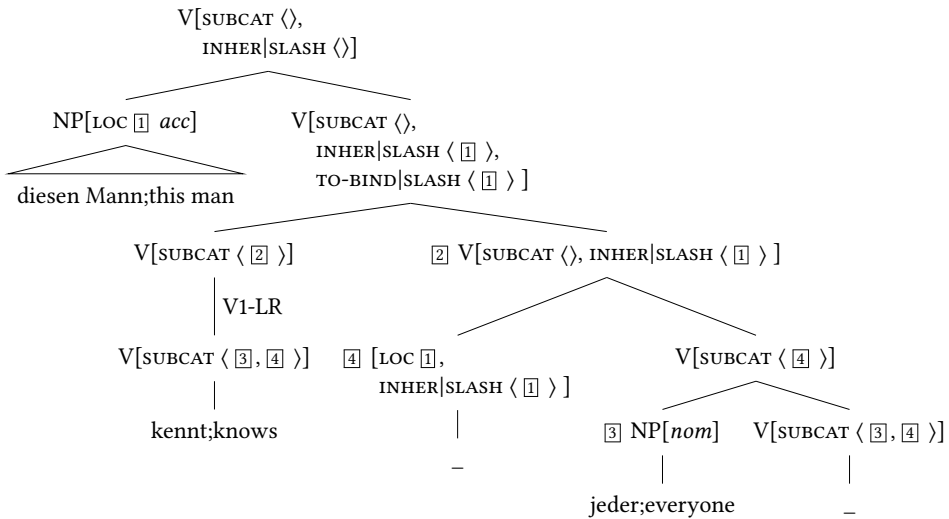 V[SUBCAT ⟨⟩,
INHER|SLASH ⟨⟩]
NP[LOC 1 acc]
V[SUBCAT ⟨⟩,
INHER|SLASH ⟨ 1 ⟩,
TO-BIND|SLASH ⟨ 1 ⟩ ]
diesen Mann;this man
V[SUBCAT ⟨ 2 ⟩]
2 V[SUBCAT ⟨⟩, INHER|SLASH ⟨ 1 ⟩ ]
V1-LR
V[SUBCAT ⟨ 3, 4 ⟩]
4 [LOC 1,
INHER|SLASH ⟨ 1 ⟩ ]
V[SUBCAT ⟨ 4 ⟩]
kennt;knows
_
3 NP[nom]
V[SUBCAT ⟨ 3, 4 ⟩]
jeder;everyone
_